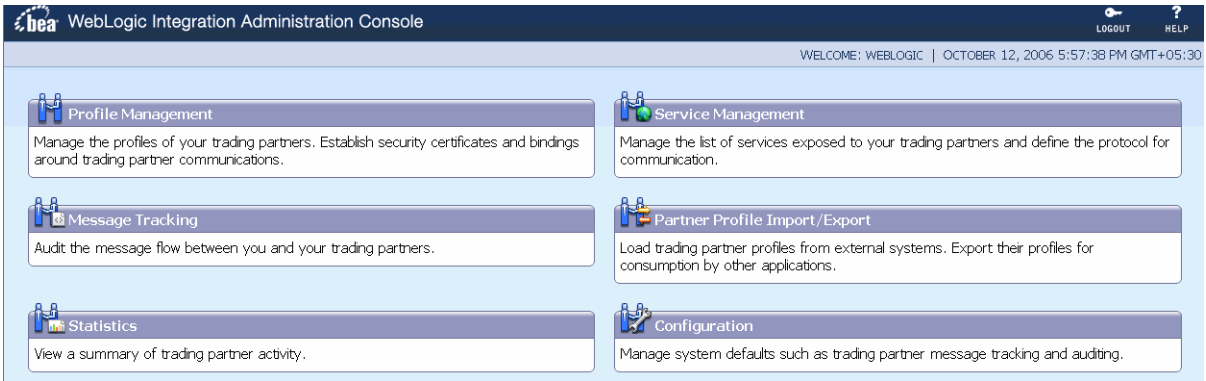 bea WebLogic Integration Administration Console
LOGOUT
?
HELP
WELCOME: WEBLOGIC | OCTOBER 12, 2006 5:57:38 PM GMT+05:30
Profile Management
Manage the profiles of your trading partners. Establish security certificates and bindings
around trading partner communications.
Service Management
Manage the list of services exposed to your trading partners and define the protocol for
communication.
Message Tracking
Audit the message flow between you and your trading partners.
Partner Profile Import/Export
Load trading partner profiles from external systems. Export their profiles for
consumption by other applications.
Statistics
View a summary of trading partner activity.
Configuration
Manage system defaults such as trading partner message tracking and auditing.